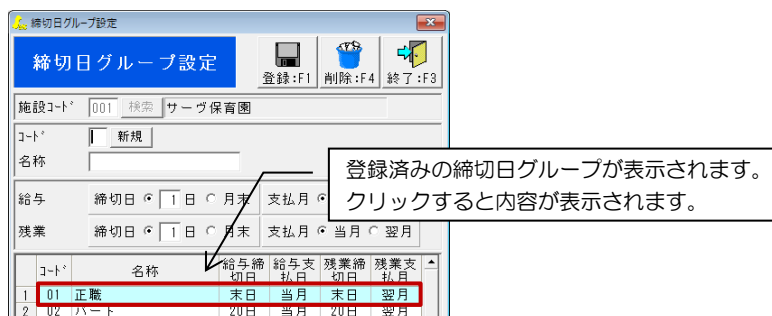 締切日グループ設定
締切日グループ設定 登録:F1 削除:F4 終了:F3
施設ｺｰﾄﾞ 001 検索 サーヴ保育園
ｺｰﾄﾞ 新規
名称
登録済みの締切日グループが表示されます。
クリックすると内容が表示されます。
給与 締切日 1 日 月末 支払月
残業 締切日 1 日 月末 支払月 当月 翌月
ｺｰﾄﾞ 名称 給与締切日 給与支払日 残業締切日 残業支払月
1 01 正職 末日 当月 末日 翌月
2 02 パート 20日 当月 20日 翌月